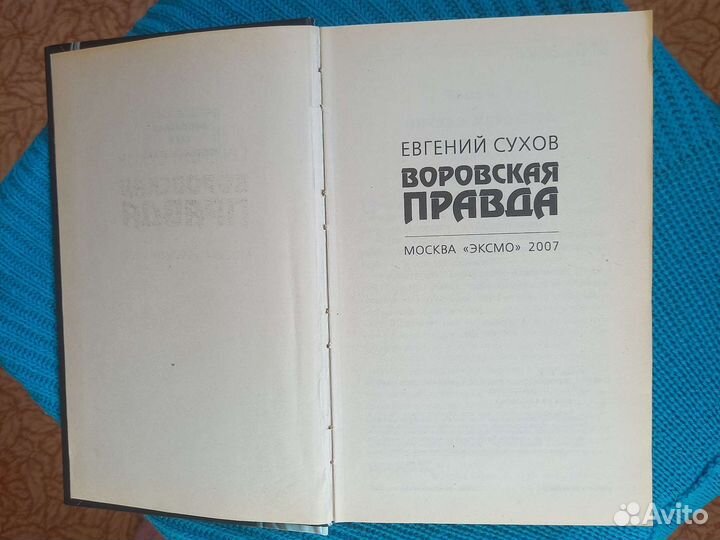 ЕВГЕНИЙ СУХОВ
ВОРОВСКАЯ
ПРАВДА
МОСКВА «ЭКСМО» 2007
Avito